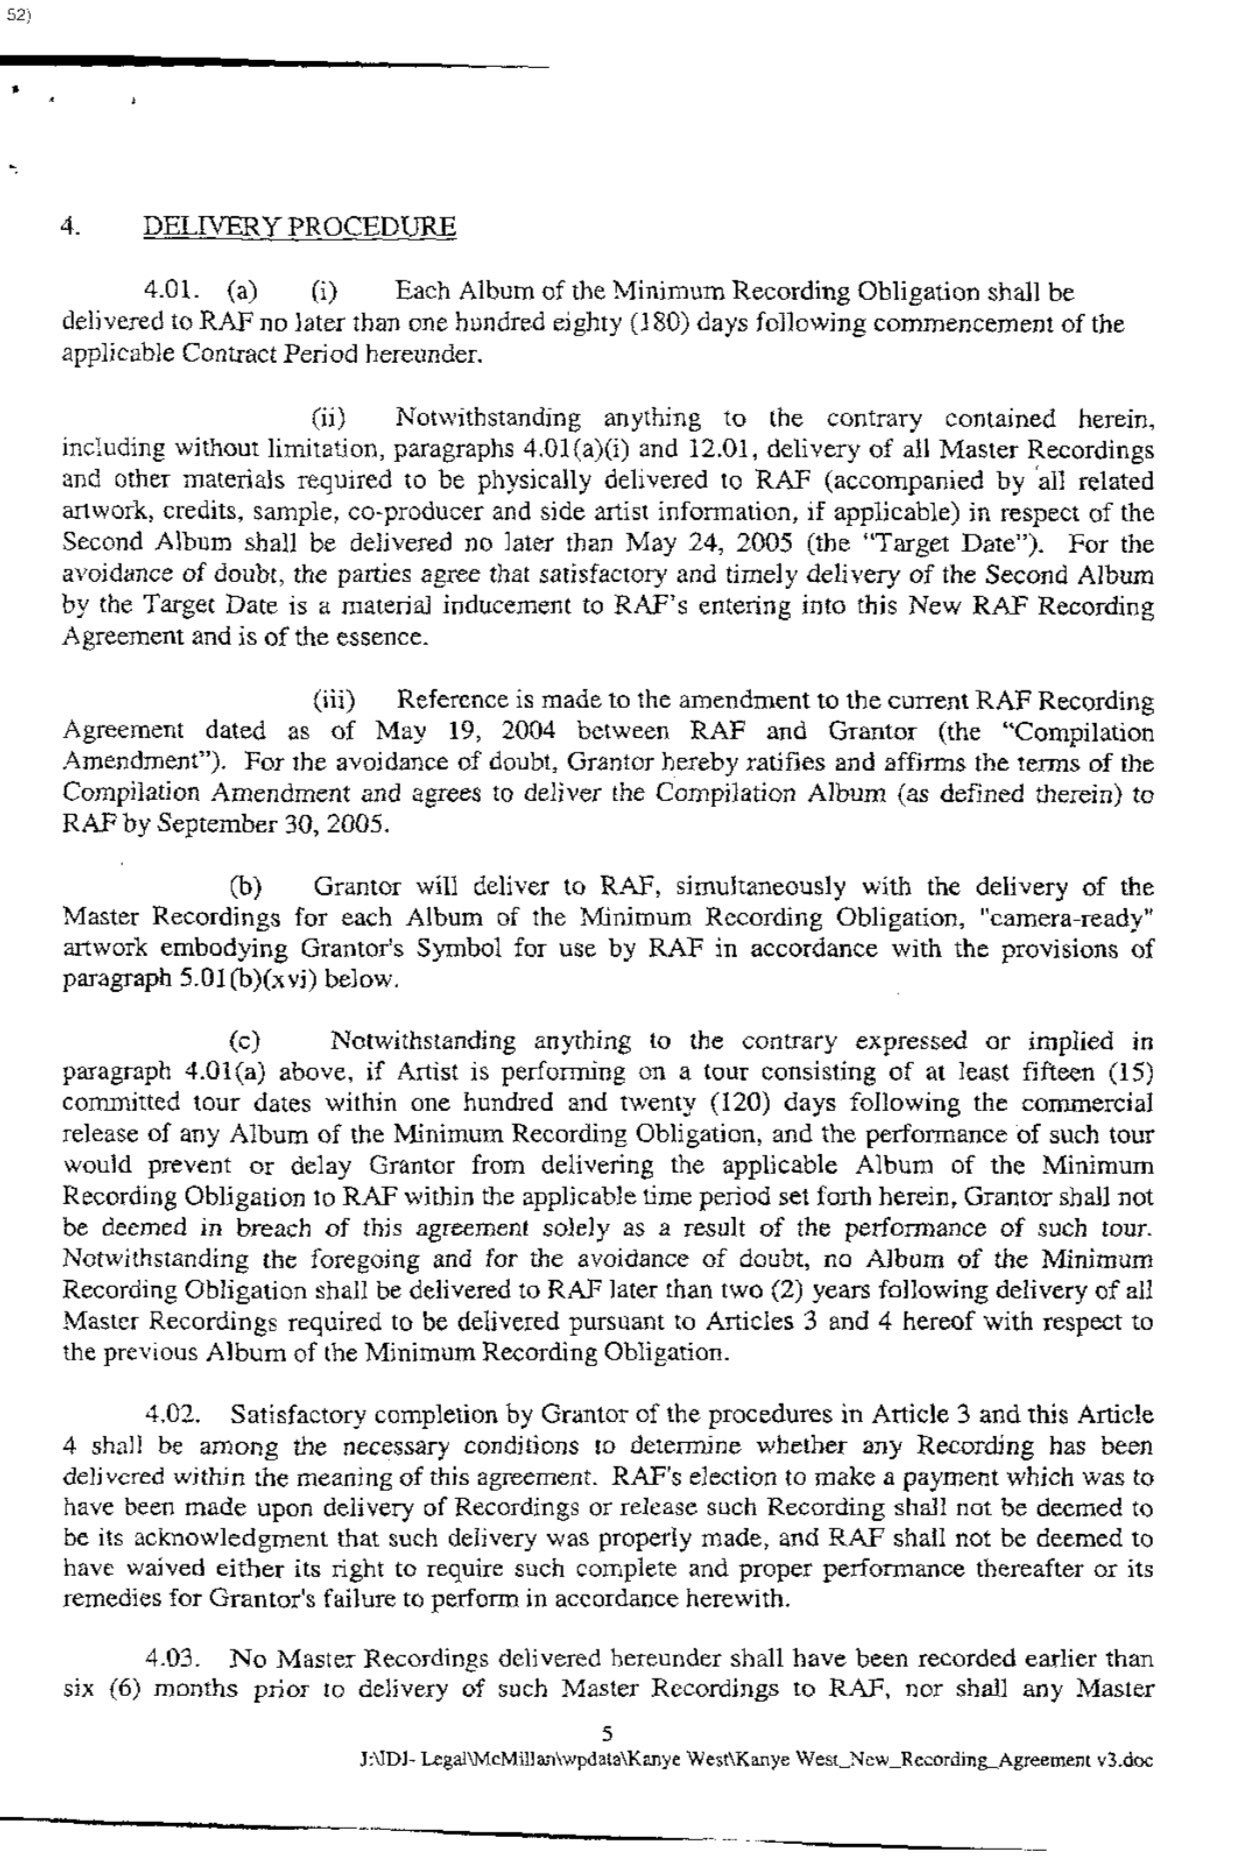 52)
4. DELIVERY PROCEDURE
4.01. (a) (i) Each Album of the Minimum Recording Obligation shall be
delivered to RAF no later than one hundred eighty (180) days following commencement of the
applicable Contract Period hereunder.
(ii) Notwithstanding anything to the contrary contained herein,
including without limitation, paragraphs 4.01(a)(i) and 12.01, delivery of all Master Recordings
and other materials required to be physically delivered to RAF (accompanied by all related
artwork, credits, sample, co-producer and side artist information, if applicable) in respect of the
Second Album shall be delivered no later than May 24, 2005 (the "Target Date"). For the
avoidance of doubt, the parties agree that satisfactory and timely delivery of the Second Album
by the Target Date is a material inducement to RAF's entering into this New RAF Recording
Agreement and is of the essence.
(iii) Reference is made to the amendment to the current RAF Recording
Agreement dated as of May 19, 2004 between RAF and Grantor (the "Compilation
Amendment"). For the avoidance of doubt, Grantor hereby ratifies and affirms the terms of the
Compilation Amendment and agrees to deliver the Compilation Album (as defined therein) to
RAF by September 30, 2005.
(b) Grantor will deliver to RAF, simultaneously with the delivery of the
Master Recordings for each Album of the Minimum Recording Obligation, "camera-ready"
artwork embodying Grantor's Symbol for use by RAF in accordance with the provisions of
paragraph 5.01(b)(xvi) below.
(c) Notwithstanding anything to the contrary expressed or implied in
paragraph 4.01(a) above, if Artist is performing on a tour consisting of at least fifteen (15)
committed tour dates within one hundred and twenty (120) days following the commercial
release of any Album of the Minimum Recording Obligation, and the performance of such tour
would prevent or delay Grantor from delivering the applicable Album of the Minimum
Recording Obligation to RAF within the applicable time period set forth herein, Grantor shall not
be deemed in breach of this agreement solely as a result of the performance of such tour.
Notwithstanding the foregoing and for the avoidance of doubt, no Album of the Minimum
Recording Obligation shall be delivered to RAF later than two (2) years following delivery of all
Master Recordings required to be delivered pursuant to Articles 3 and 4 hereof with respect to
the previous Album of the Minimum Recording Obligation.
4.02. Satisfactory completion by Grantor of the procedures in Article 3 and this Article
4 shall be among the necessary conditions to determine whether any Recording has been
delivered within the meaning of this agreement. RAF's election to make a payment which was to
have been made upon delivery of Recordings or release such Recording shall not be deemed to
be its acknowledgment that such delivery was properly made, and RAF shall not be deemed to
have waived either its right to require such complete and proper performance thereafter or its
remedies for Grantor's failure to perform in accordance herewith.
4.03. No Master Recordings delivered hereunder shall have been recorded earlier than
six (6) months prior to delivery of such Master Recordings to RAF, nor shall any Master
5
J:\IDJ- Legal\McMillan\wpdata\Kanye West\Kanye West_New_Recording_Agreement v3.doc